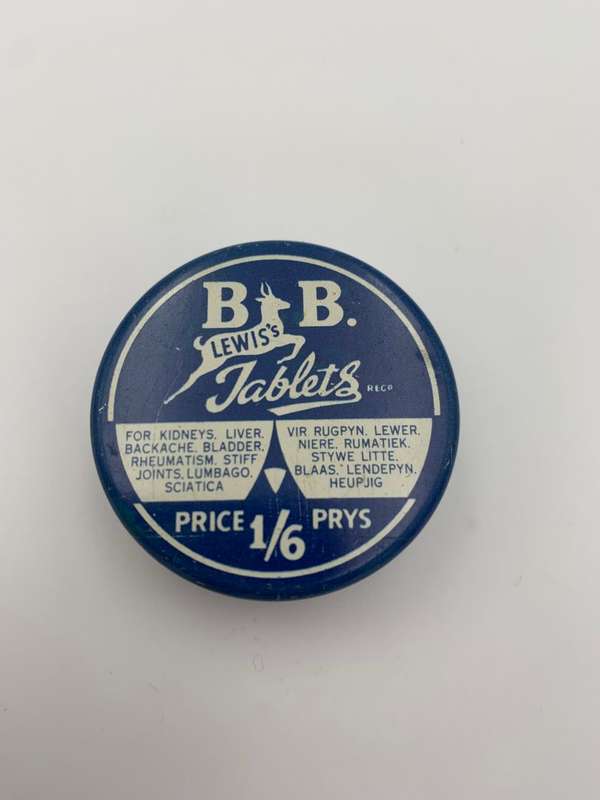 B B.
LEWIS's
Tablets REGD
FOR KIDNEYS, LIVER,
BACKACHE, BLADDER,
RHEUMATISM, STIFF
JOINTS, LUMBAGO,
SCIATICA
VIR RUGPYN, LEWER,
NIERE, RUMATIEK,
STYWE LITTE,
BLAAS, LENDEPYN,
HEUPJIG
PRICE 1/6 PRYS